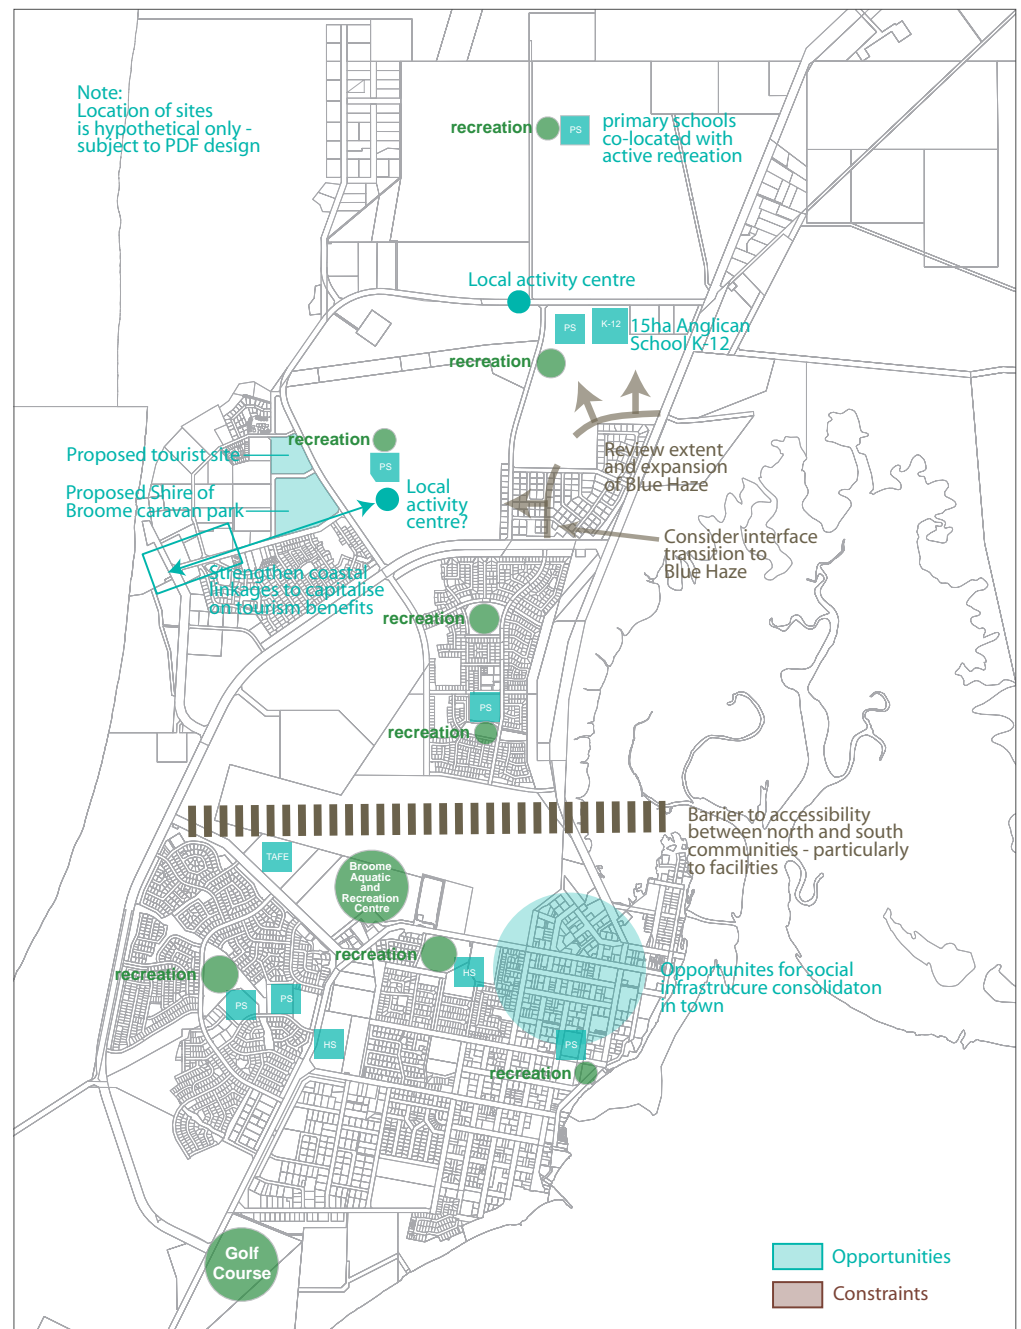 Note:
Location of sites
is hypothetical only -
subject to PDF design
recreation
PS
primary schools
co-located with
active recreation
Local activity centre
PS
K-12
15ha Anglican
School K-12
recreation
recreation
PS
Proposed tourist site
Proposed Shire of
Broome caravan park
Local
activity
centre?
Review extent
and expansion
of Blue Haze
Consider interface
transition to
Blue Haze
Strengthen coastal
linkages to capitalise
on tourism benefits
recreation
PS
recreation
Barrier to accessibility
between north and south
communities - particularly
to facilities
TAFE
Broome
Aquatic
and
Recreation
Centre
recreation
HS
recreation
PS
PS
Opportunites for social
infrastrucure consolidaton
in town
HS
PS
recreation
Golf
Course
Opportunities
Constraints